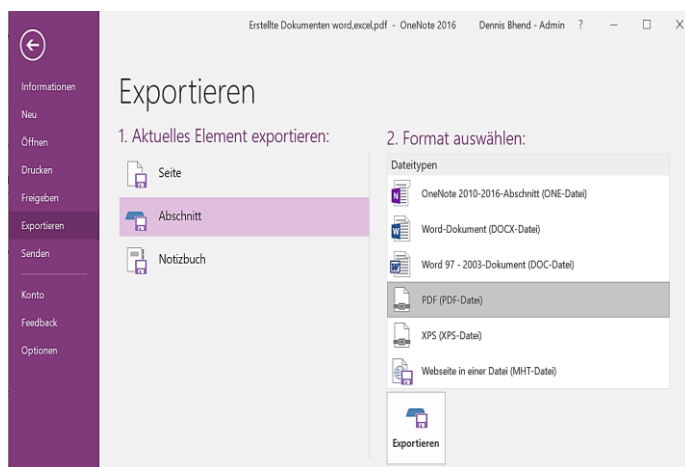 Erstellte Dokumenten word,excel,pdf - OneNote 2016 Dennis Bhend - Admin ?
Informationen
Neu
Öffnen
Drucken
Freigeben
Exportieren
Senden
Konto
Feedback
Optionen
Exportieren
1. Aktuelles Element exportieren:
Seite
Abschnitt
Notizbuch
2. Format auswählen:
Dateitypen
OneNote 2010-2016-Abschnitt (ONE-Datei)
Word-Dokument (DOCX-Datei)
Word 97 - 2003-Dokument (DOC-Datei)
PDF (PDF-Datei)
XPS (XPS-Datei)
Webseite in einer Datei (MHT-Datei)
Exportieren